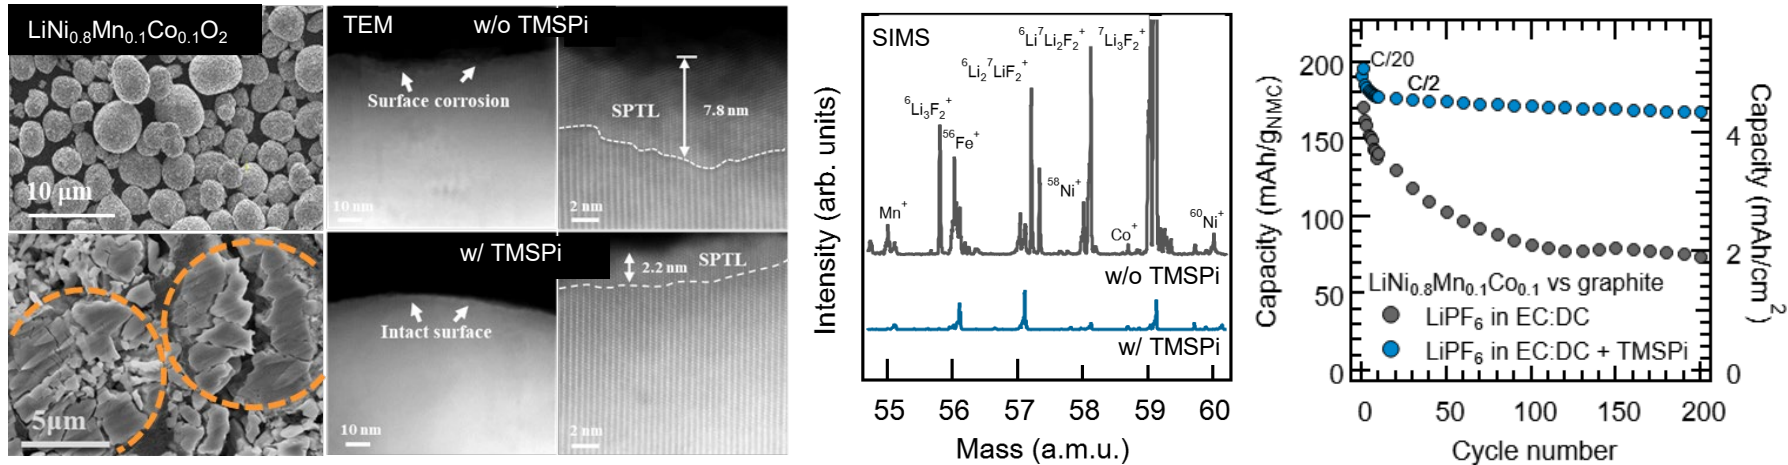 LiNi₀.₈Mn₀.₁Co₀.₁O₂
10 μm
5μm
TEM
w/o TMSPi
Surface corrosion
10 nm
SPTL
7.8 nm
2 nm
w/ TMSPi
Intact surface
10 nm
2.2 nm
SPTL
2 nm
SIMS
⁶Li₃F₂⁺
⁵⁶Fe⁺
⁶Li₂⁷LiF₂⁺
⁶Li⁷Li₂F₂⁺
⁷Li₃F₂⁺
Mn⁺
⁵⁸Ni⁺
Co⁺
⁶⁰Ni⁺
w/o TMSPi
w/ TMSPi
Intensity (arb. units)
55 56 57 58 59 60
Mass (a.m.u.)
Capacity (mAh/gNMC)
200
150
100
50
0
C/20
C/2
LiNi₀.₈Mn₀.₁Co₀.₁ vs graphite
LiPF₆ in EC:DC
LiPF₆ in EC:DC + TMSPi
0 50 100 150 200
Cycle number
4
2
0
Capacity (mAh/cm²)